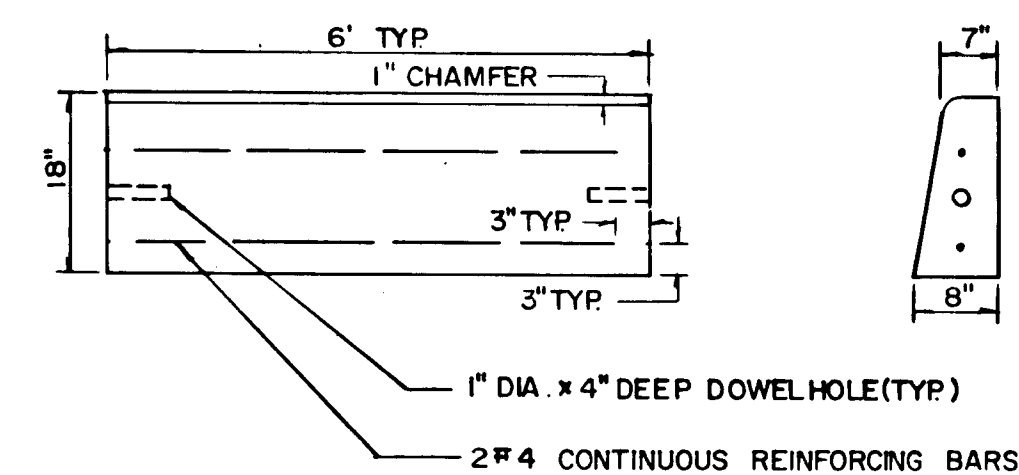 6' TYP.
7"
1" CHAMFER
18"
3" TYP.
3" TYP.
8"
1" DIA. x 4" DEEP DOWEL HOLE (TYP.)
2 #4 CONTINUOUS REINFORCING BARS